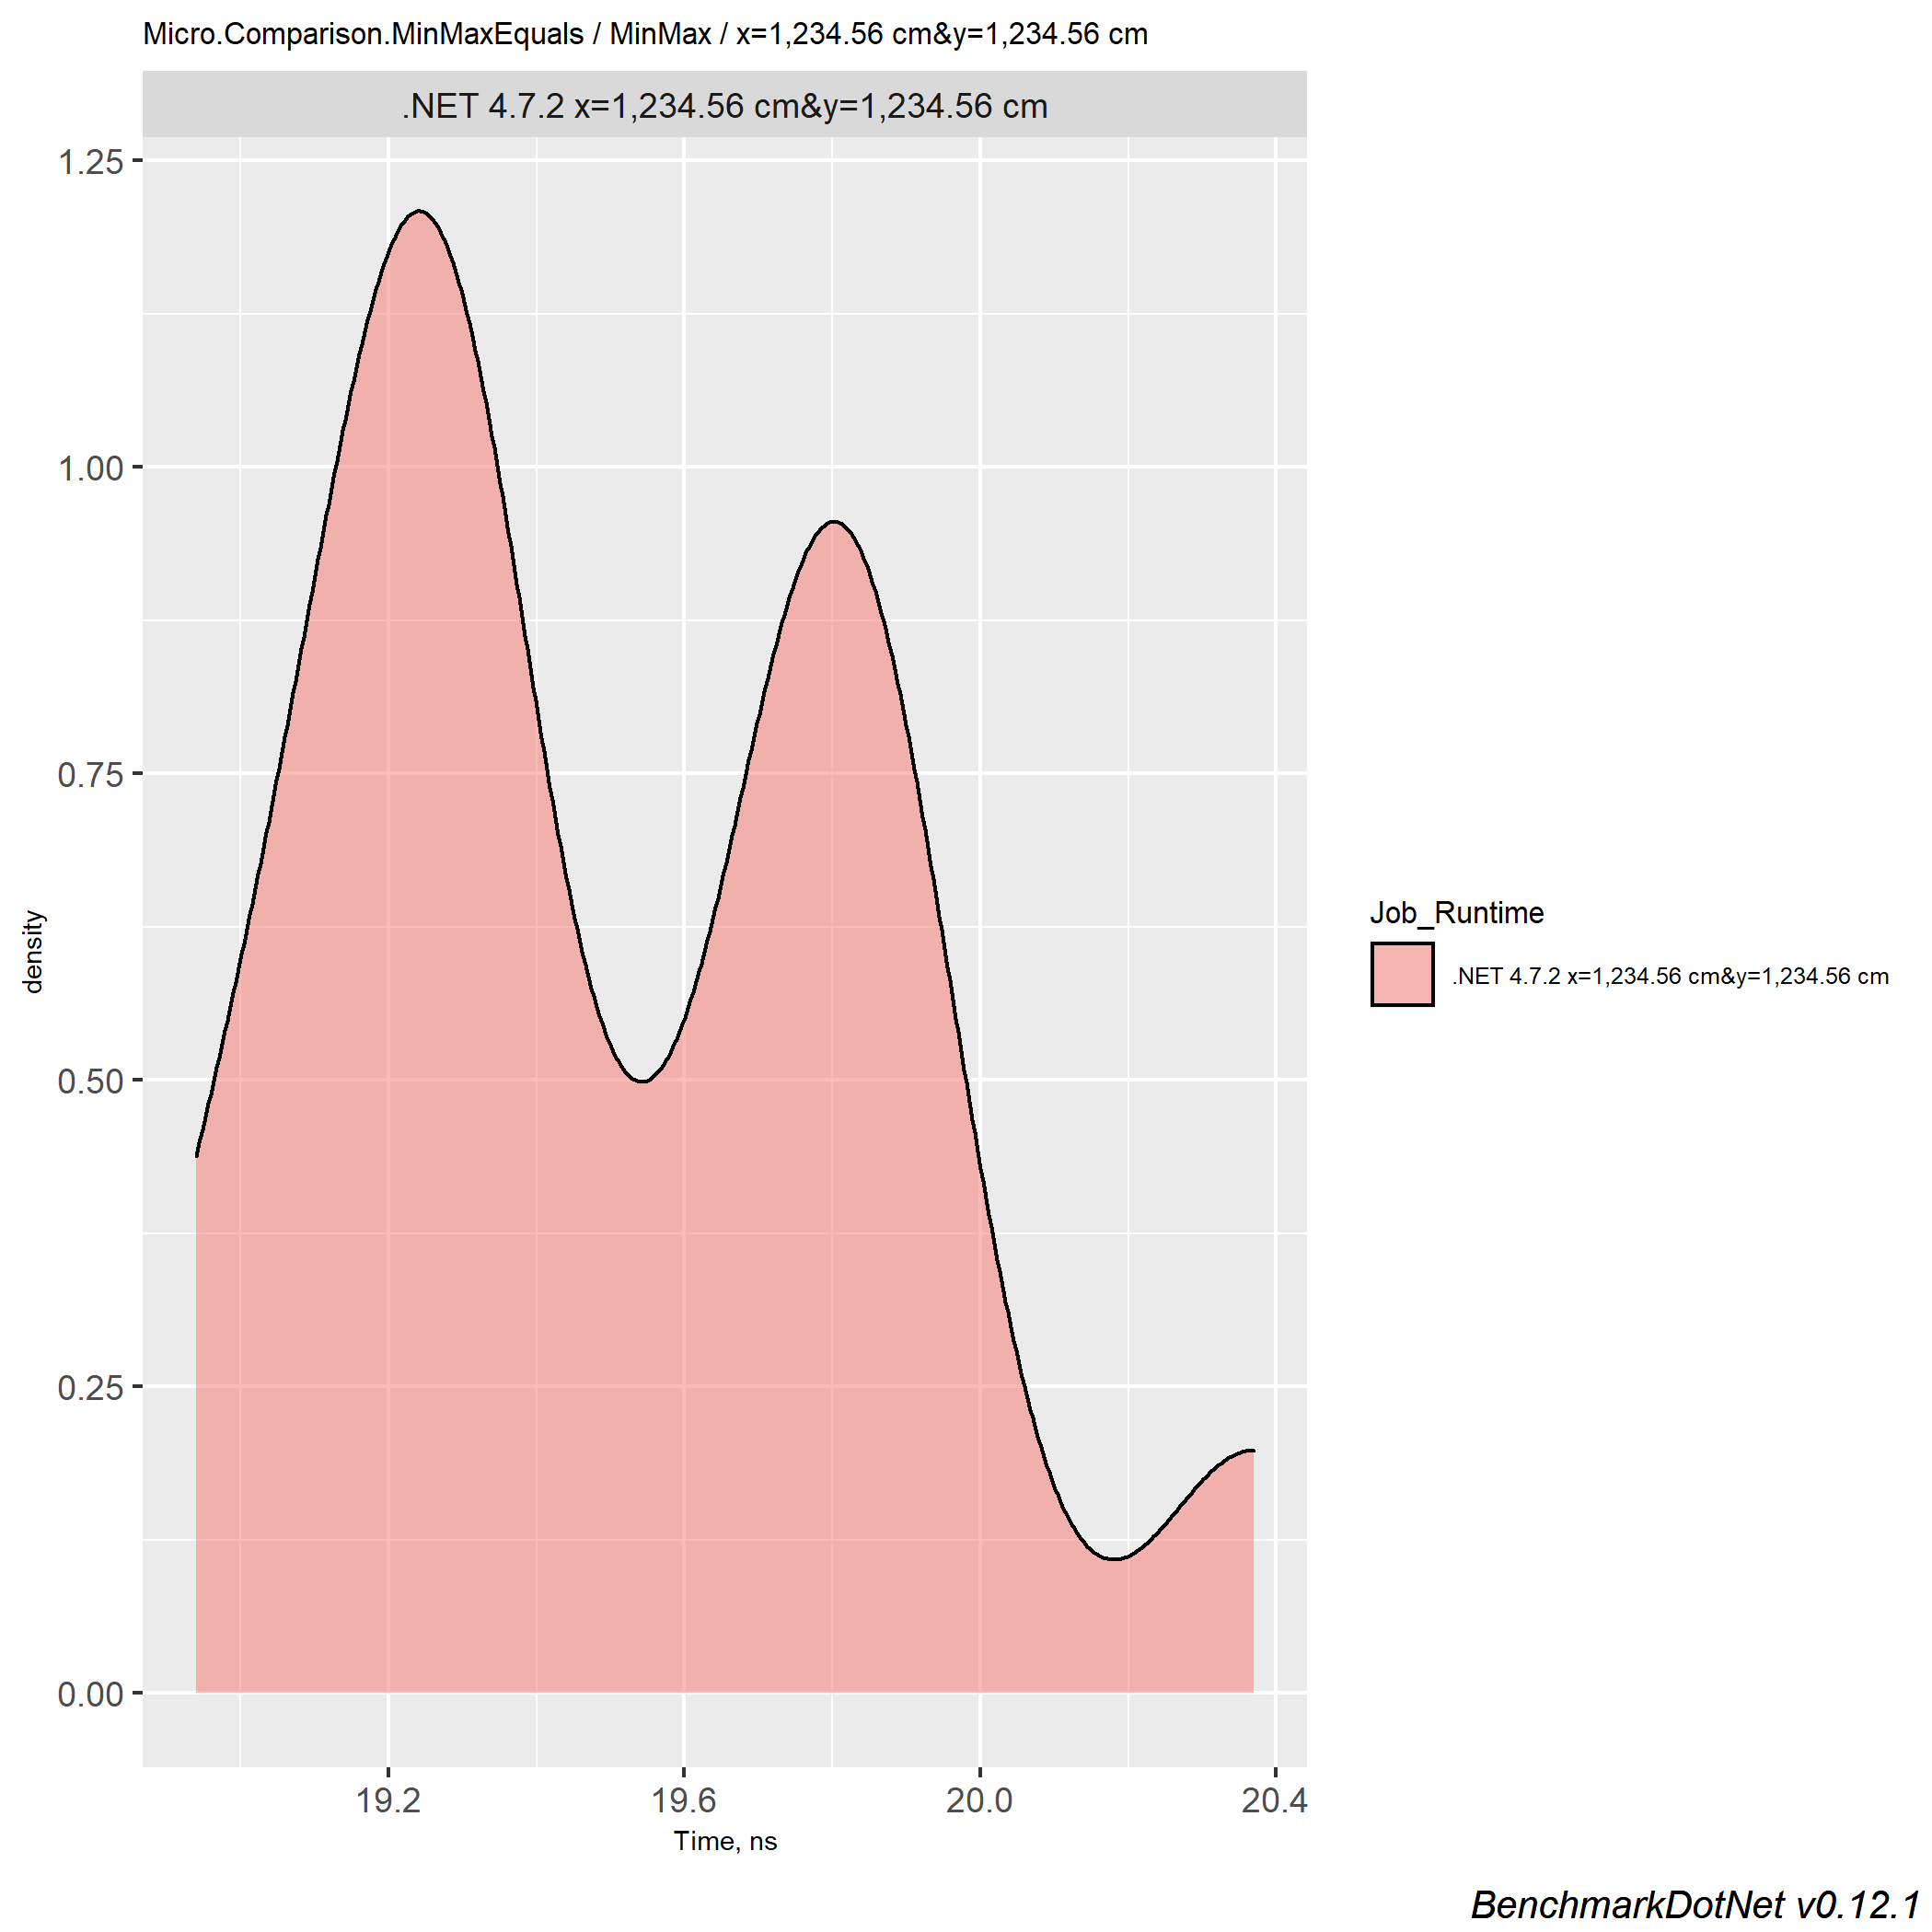 Micro.Comparison.MinMaxEquals / MinMax / x=1,234.56 cm&y=1,234.56 cm
.NET 4.7.2 x=1,234.56 cm&y=1,234.56 cm
1.25
1.00
0.75
0.50
0.25
0.00
density
19.2 19.6 20.0 20.4
Time, ns
Job_Runtime
.NET 4.7.2 x=1,234.56 cm&y=1,234.56 cm
BenchmarkDotNet v0.12.1